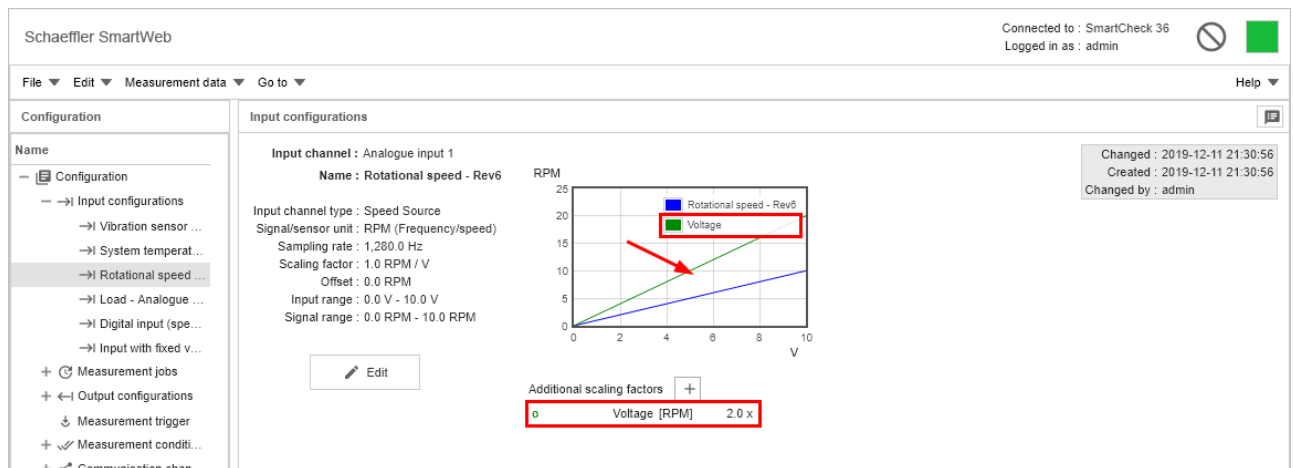 Schaeffler SmartWeb
Connected to : SmartCheck 36
Logged in as : admin
File Edit Measurement data Go to Help
Configuration
Input configurations
Name
Configuration
Input configurations
Vibration sensor ...
System temperat...
Rotational speed ...
Load - Analogue ...
Digital input (spe...
Input with fixed v...
Measurement jobs
Output configurations
Measurement trigger
Measurement conditi...
Input channel : Analogue input 1
Name : Rotational speed - Rev6
Input channel type : Speed Source
Signal/sensor unit : RPM (Frequency/speed)
Sampling rate : 1,280.0 Hz
Scaling factor : 1.0 RPM / V
Offset : 0.0 RPM
Input range : 0.0 V - 10.0 V
Signal range : 0.0 RPM - 10.0 RPM
Edit
RPM
25
20
15
10
5
0
0 2 4 6 8 10
V
Rotational speed - Rev6
Voltage
Additional scaling factors +
o Voltage [RPM] 2.0 x
Changed : 2019-12-11 21:30:56
Created : 2019-12-11 21:30:56
Changed by : admin